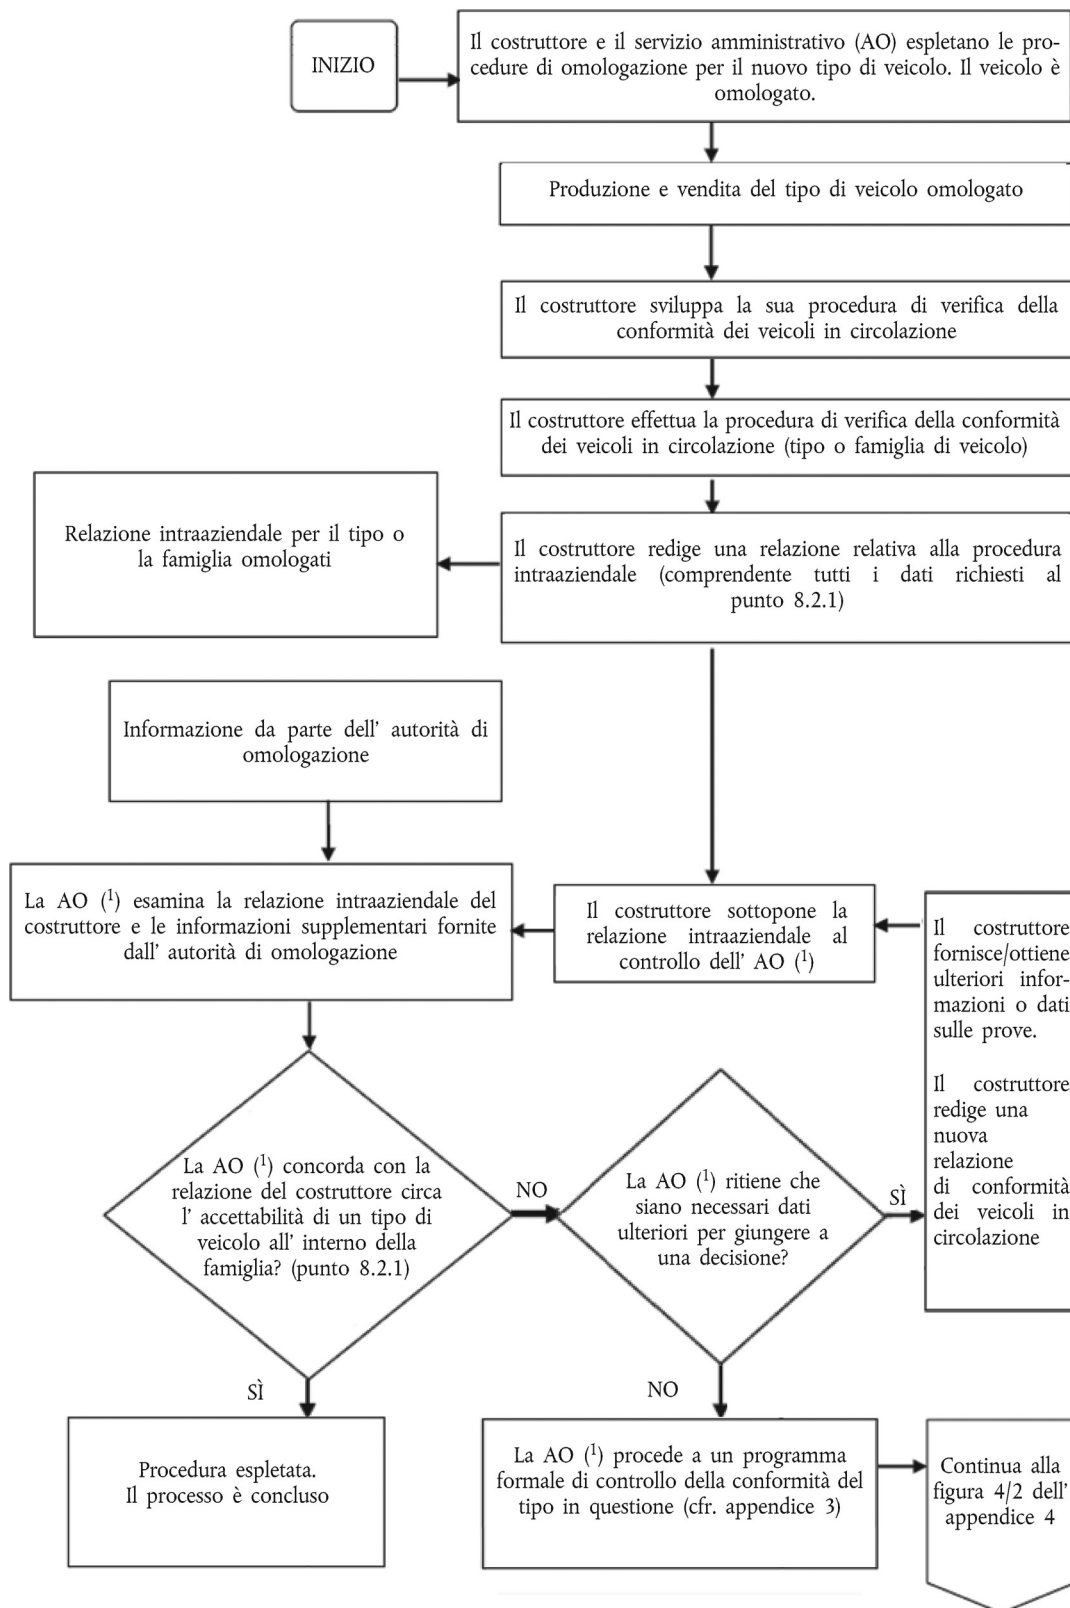 INIZIO
Il costruttore e il servizio amministrativo (AO) espletano le pro-
cedure di omologazione per il nuovo tipo di veicolo. Il veicolo è
omologato.
Produzione e vendita del tipo di veicolo omologato
Il costruttore sviluppa la sua procedura di verifica della
conformità dei veicoli in circolazione
Il costruttore effettua la procedura di verifica della conformità
dei veicoli in circolazione (tipo o famiglia di veicolo)
Relazione intraaziendale per il tipo o
la famiglia omologati
Il costruttore redige una relazione relativa alla procedura
intraaziendale (comprendente tutti i dati richiesti al
punto 8.2.1)
Informazione da parte dell' autorità di
omologazione
La AO (¹) esamina la relazione intraaziendale del
costruttore e le informazioni supplementari fornite
dall' autorità di omologazione
Il costruttore sottopone la
relazione intraaziendale al
controllo dell' AO (¹)
Il costruttore
fornisce/ottiene
ulteriori infor-
mazioni o dati
sulle prove.
Il costruttore
redige una
nuova
relazione
di conformità
dei veicoli in
circolazione
La AO (¹) concorda con la
relazione del costruttore circa
l' accettabilità di un tipo di
veicolo all' interno della
famiglia? (punto 8.2.1)
NO
La AO (¹) ritiene che
siano necessari dati
ulteriori per giungere a
una decisione?
SÌ
SÌ
NO
Procedura espletata.
Il processo è concluso
La AO (¹) procede a un programma
formale di controllo della conformità del
tipo in questione (cfr. appendice 3)
Continua alla
figura 4/2 dell'
appendice 4